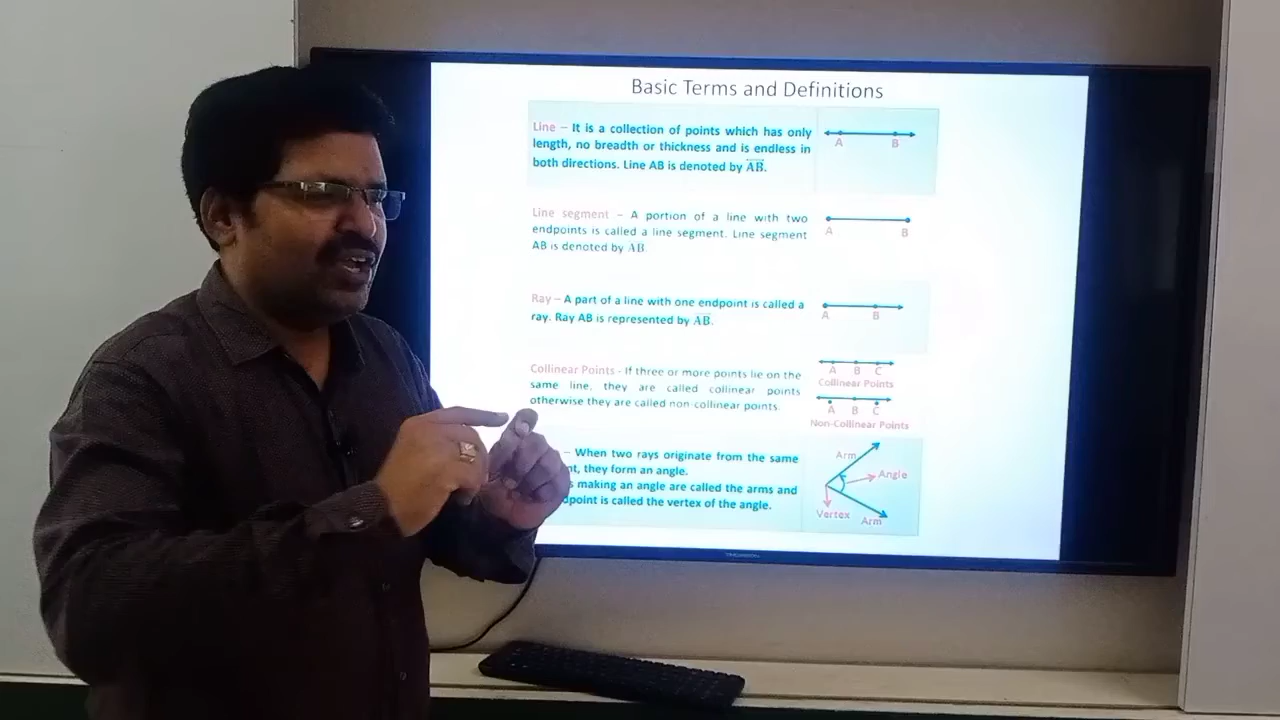 Basic Terms and Definitions
Line – It is a collection of points which has only
length, no breadth or thickness and is endless in
both directions. Line AB is denoted by AB.
A B
Line segment – A portion of a line with two
endpoints is called a line segment. Line segment
AB is denoted by AB
A B
Ray – A part of a line with one endpoint is called a
ray. Ray AB is represented by AB.
A B
Collinear Points - If three or more points lie on the
same line, they are called collinear points
otherwise they are called non-collinear points.
A B C
Collinear Points
A B C
Non-Collinear Points
– When two rays originate from the same
nt, they form an angle.
s making an angle are called the arms and
dpoint is called the vertex of the angle.
Arm
Angle
Vertex
Arm
THOMSON